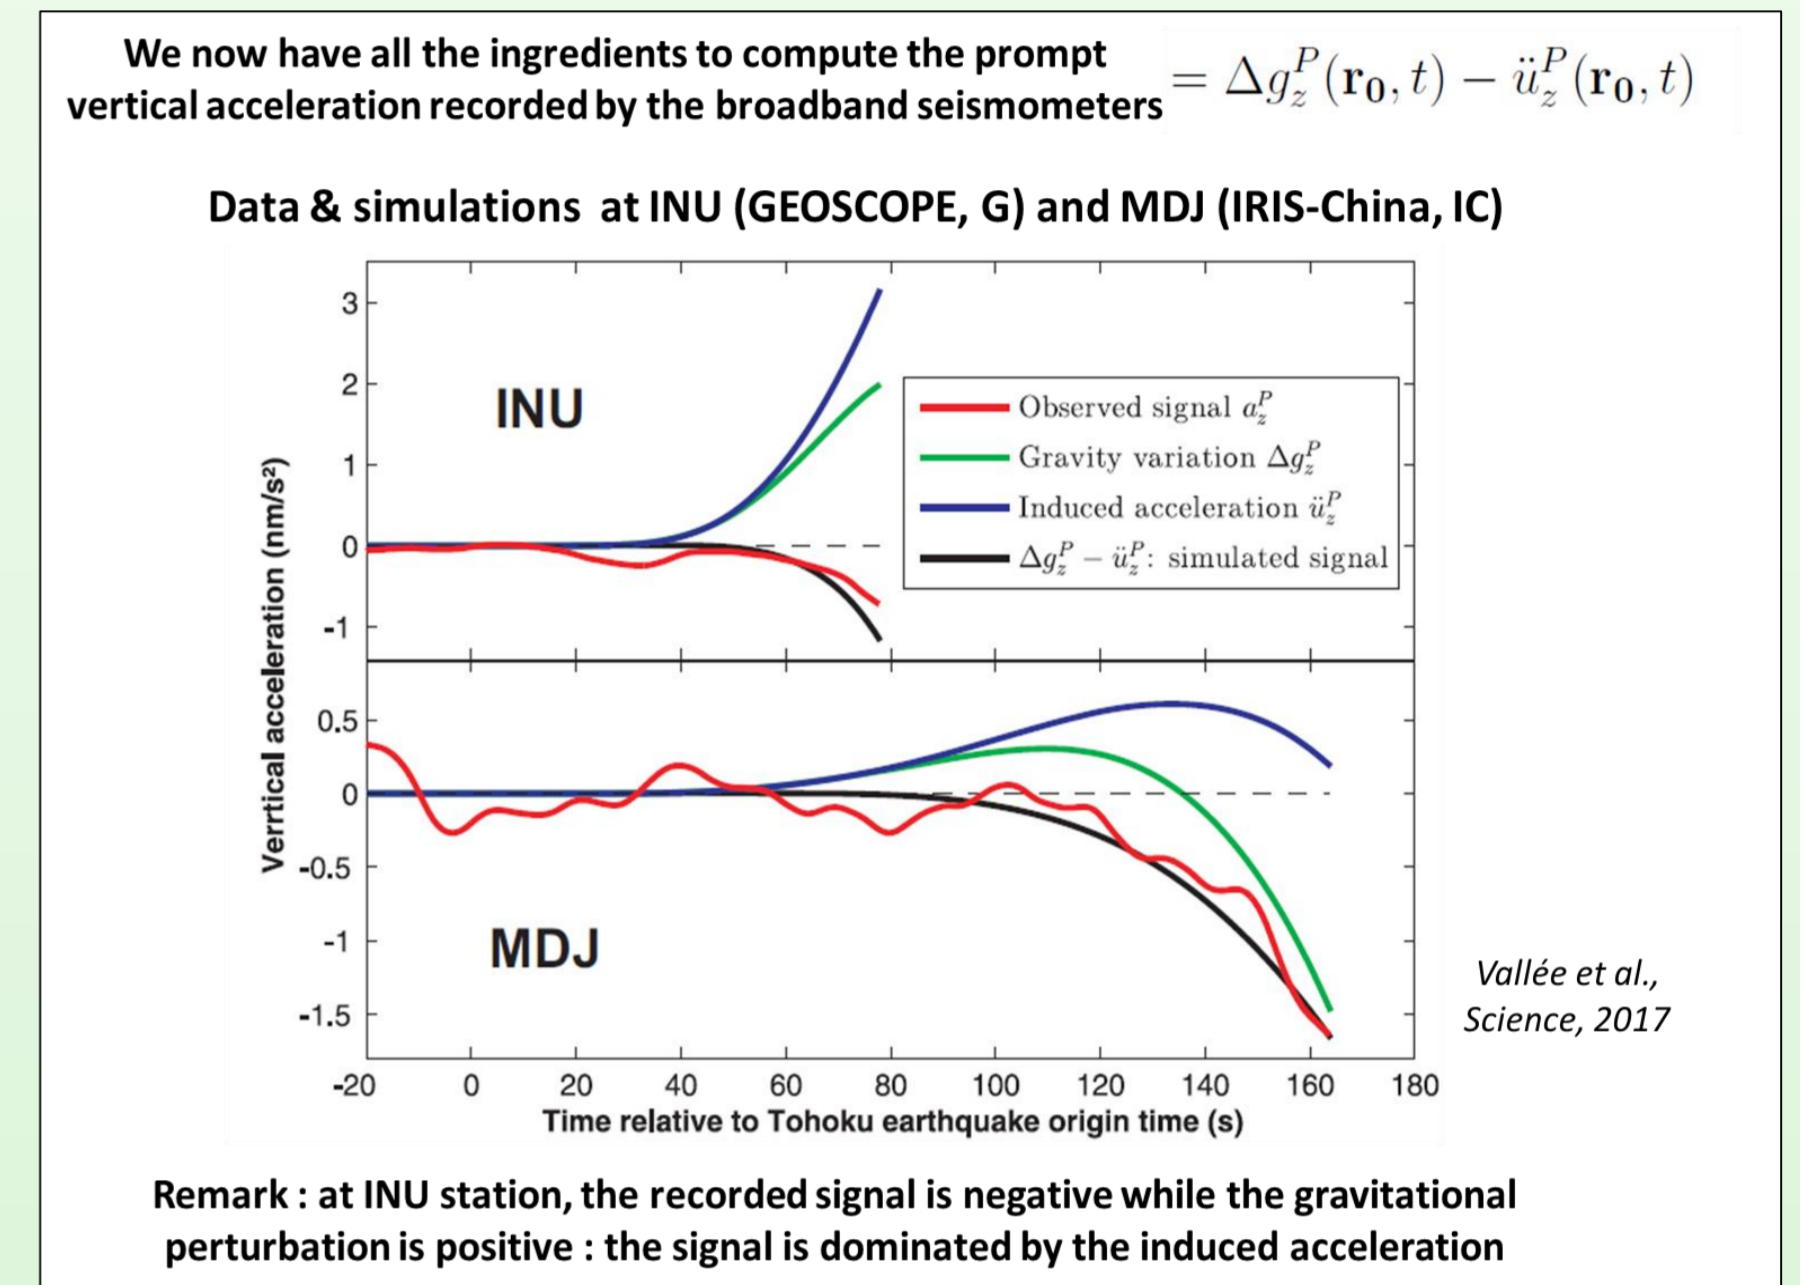 We now have all the ingredients to compute the prompt
vertical acceleration recorded by the broadband seismometers = Δg_z^P(r₀, t) − ü_z^P(r₀, t)
Data & simulations at INU (GEOSCOPE, G) and MDJ (IRIS-China, IC)
3
2
1
0
-1
INU
Observed signal a_z^P
Gravity variation Δg_z^P
Induced acceleration ü_z^P
Δg_z^P − ü_z^P: simulated signal
Verrtical acceleration (nm/s²)
0.5
0
-0.5
-1
-1.5
MDJ
Vallée et al.,
Science, 2017
-20 0 20 40 60 80 100 120 140 160 180
Time relative to Tohoku earthquake origin time (s)
Remark : at INU station, the recorded signal is negative while the gravitational
perturbation is positive : the signal is dominated by the induced acceleration